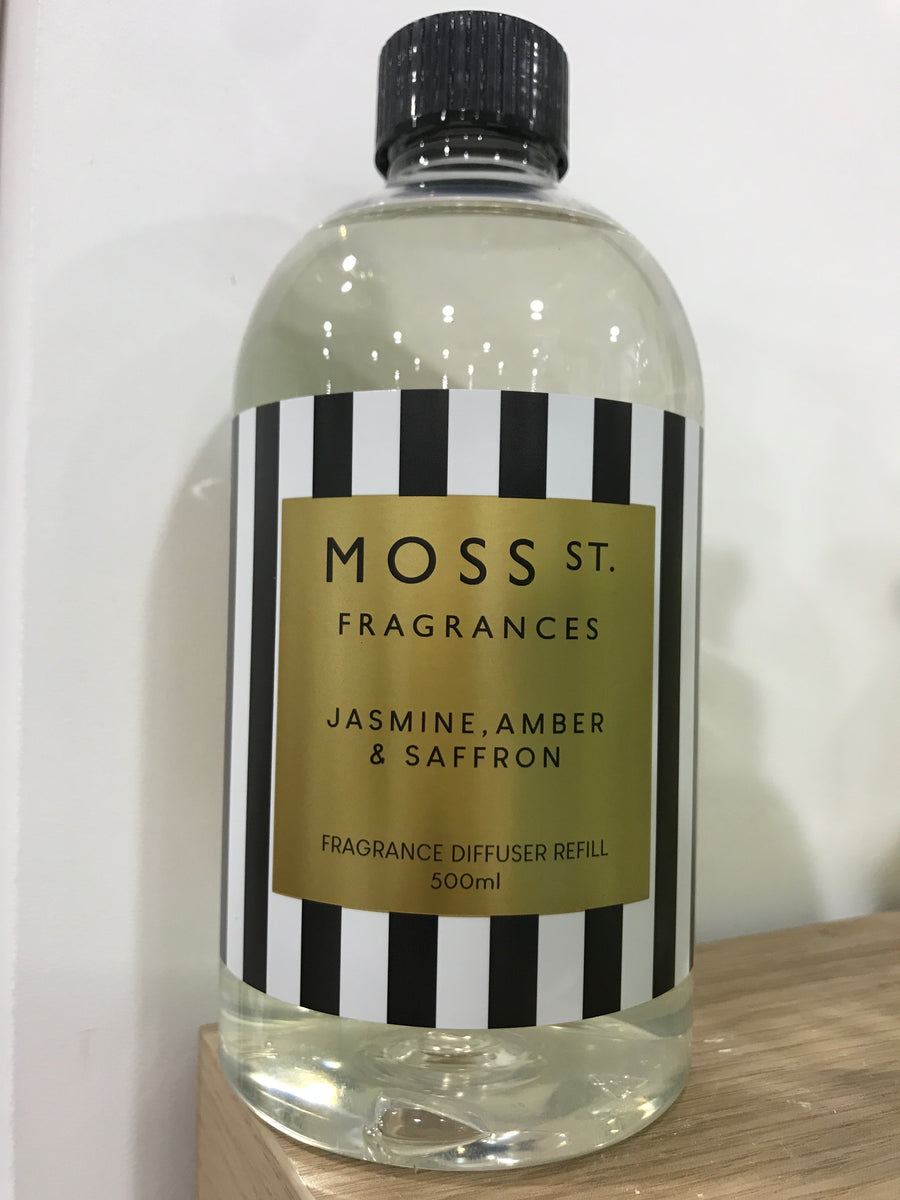 MOSS ST.
FRAGRANCES
JASMINE, AMBER
& SAFFRON
FRAGRANCE DIFFUSER REFILL
500ml